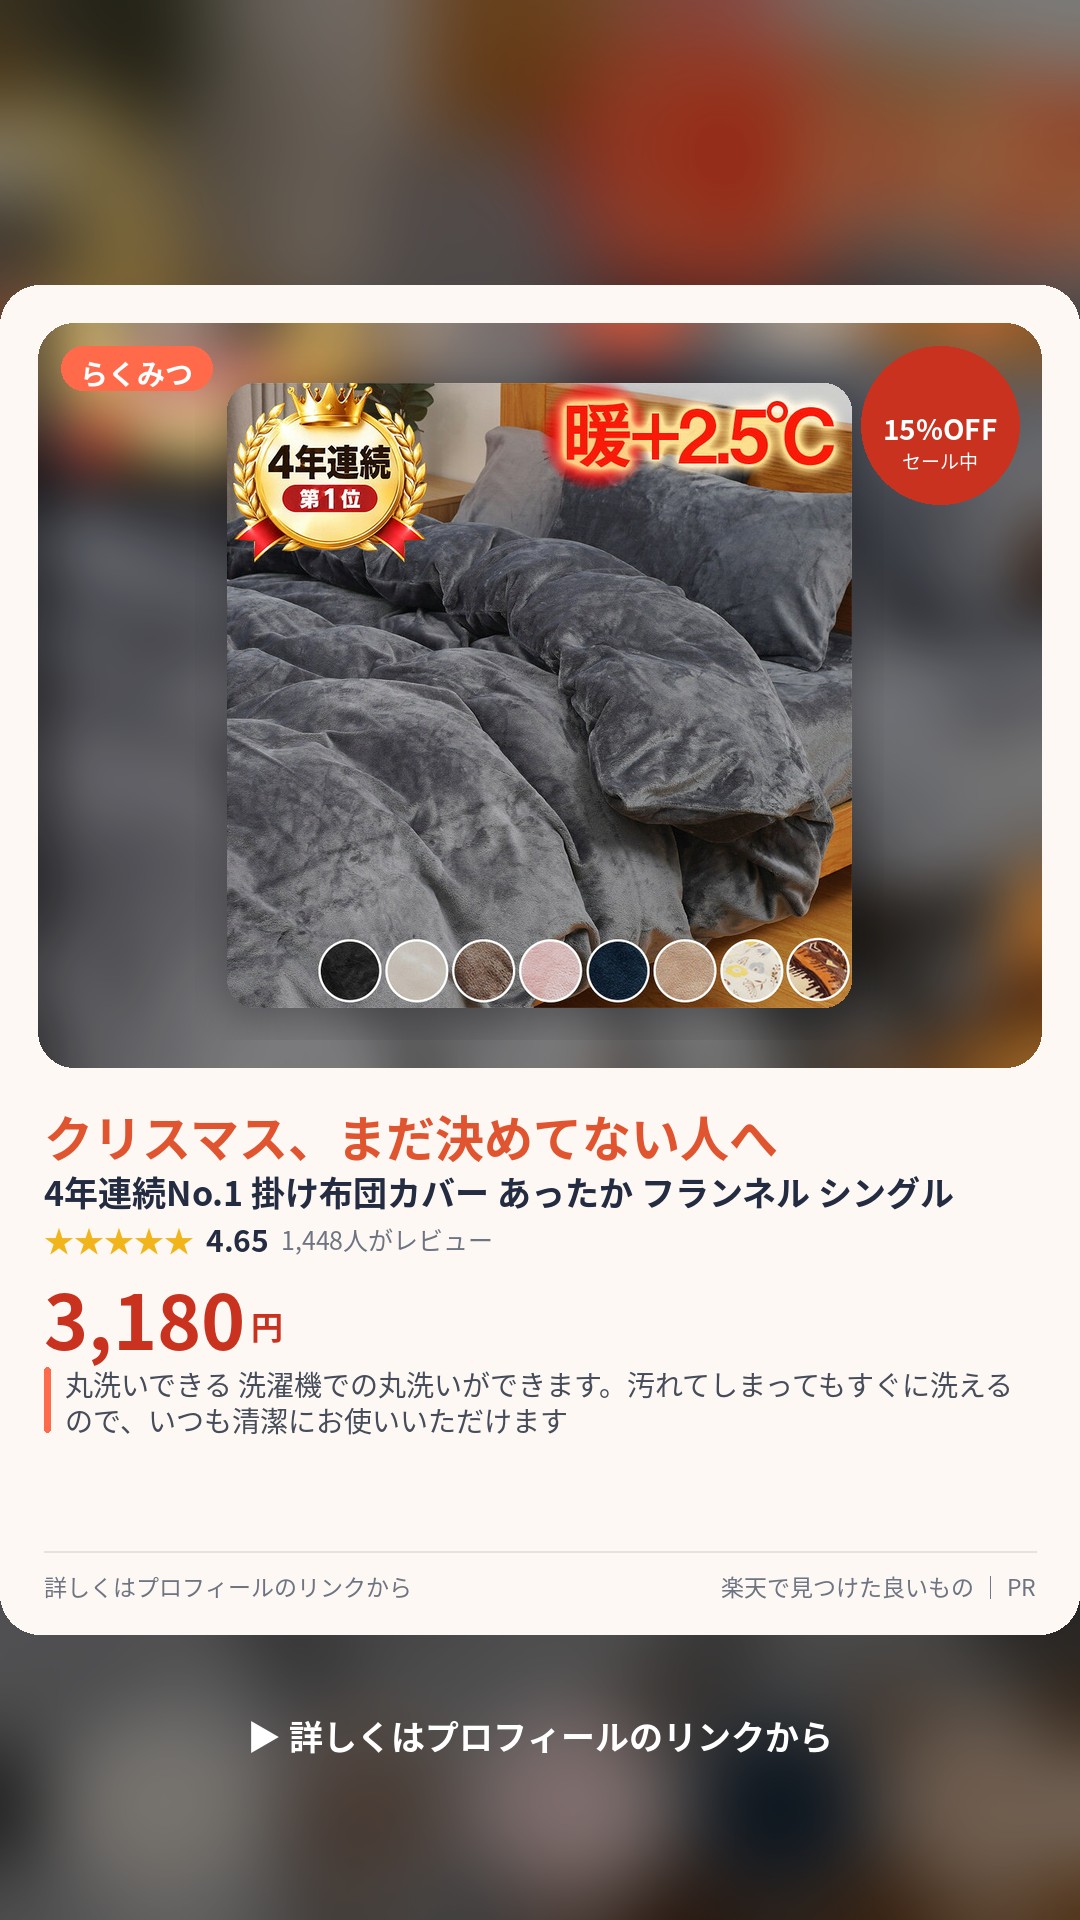 らくみつ
4年連続
第1位
暖+2.5℃
15%OFF
セール中
クリスマス、まだ決めてない人へ
4年連続No.1 掛け布団カバー あったか フランネル シングル
★★★★★ 4.65 1,448人がレビュー
3,180円
丸洗いできる 洗濯機での丸洗いができます。汚れてしまってもすぐに洗える
ので、いつも清潔にお使いいただけます
詳しくはプロフィールのリンクから
楽天で見つけた良いもの | PR
▶ 詳しくはプロフィールのリンクから